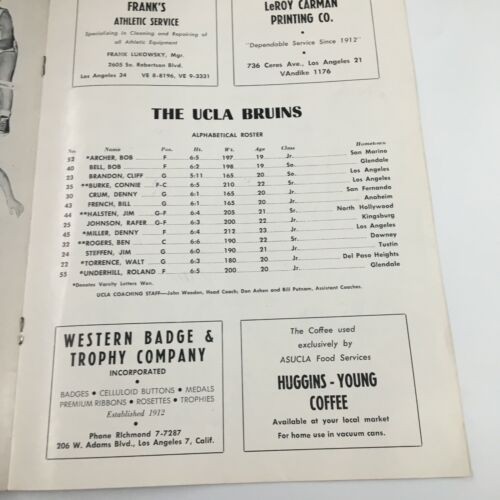 FRANK'S
ATHLETIC SERVICE
Specializing in Cleaning and Repairing of
all Athletic Equipment
FRANK LUKOWSKY, Mgr.
2605 So. Robertson Blvd.
Los Angeles 34 VE 8-8196, VE 9-3331
LeROY CARMAN
PRINTING CO.
"Dependable Service Since 1912"
736 Ceres Ave., Los Angeles 21
VAndike 1176
THE UCLA BRUINS
ALPHABETICAL ROSTER
No. Name Pos. Ht. Wt. Age Class Hometown
52 *ARCHER, BOB F 6-5 197 19 Jr. San Marino
40 BELL, BOB F 6-2 198 19 So. Glendale
23 BRANDON, CLIFF G 5-11 165 20 So. Los Angeles
35 **BURKE, CONNIE F-C 6-5 210 22 Sr. Los Angeles
30 CRUM, DENNY G 6-1 165 20 Jr. San Fernando
43 FRENCH, BILL G 6-1 165 20 Jr. Anaheim
44 **HALSTEN, JIM G-F 6-4 205 21 Sr. North Hollywood
25 JOHNSON, RAFER G-F 6-3 200 22 Jr. Kingsburg
45 *MILLER, DENNY F 6-4 212 21 Jr. Los Angeles
32 **ROGERS, BEN C 6-6 190 22 Sr. Downey
24 STEFFEN, JIM G 6-0 190 21 Jr. Tustin
22 *TORRENCE, WALT G 6-3 180 20 Jr. Del Paso Heights
55 *UNDERHILL, ROLAND F 6-5 200 20 Jr. Glendale
*Denotes Varsity Letters Won.
UCLA COACHING STAFF—John Wooden, Head Coach; Don Ashen and Bill Putnam, Assistant Coaches.
WESTERN BADGE &
TROPHY COMPANY
INCORPORATED
BADGES • CELLULOID BUTTONS • MEDALS
PREMIUM RIBBONS • ROSETTES • TROPHIES
Established 1912
Phone RIchmond 7-7287
206 W. Adams Blvd., Los Angeles 7, Calif.
The Coffee used
exclusively by
ASUCLA Food Services
HUGGINS - YOUNG
COFFEE
Available at your local market
For home use in vacuum cans.